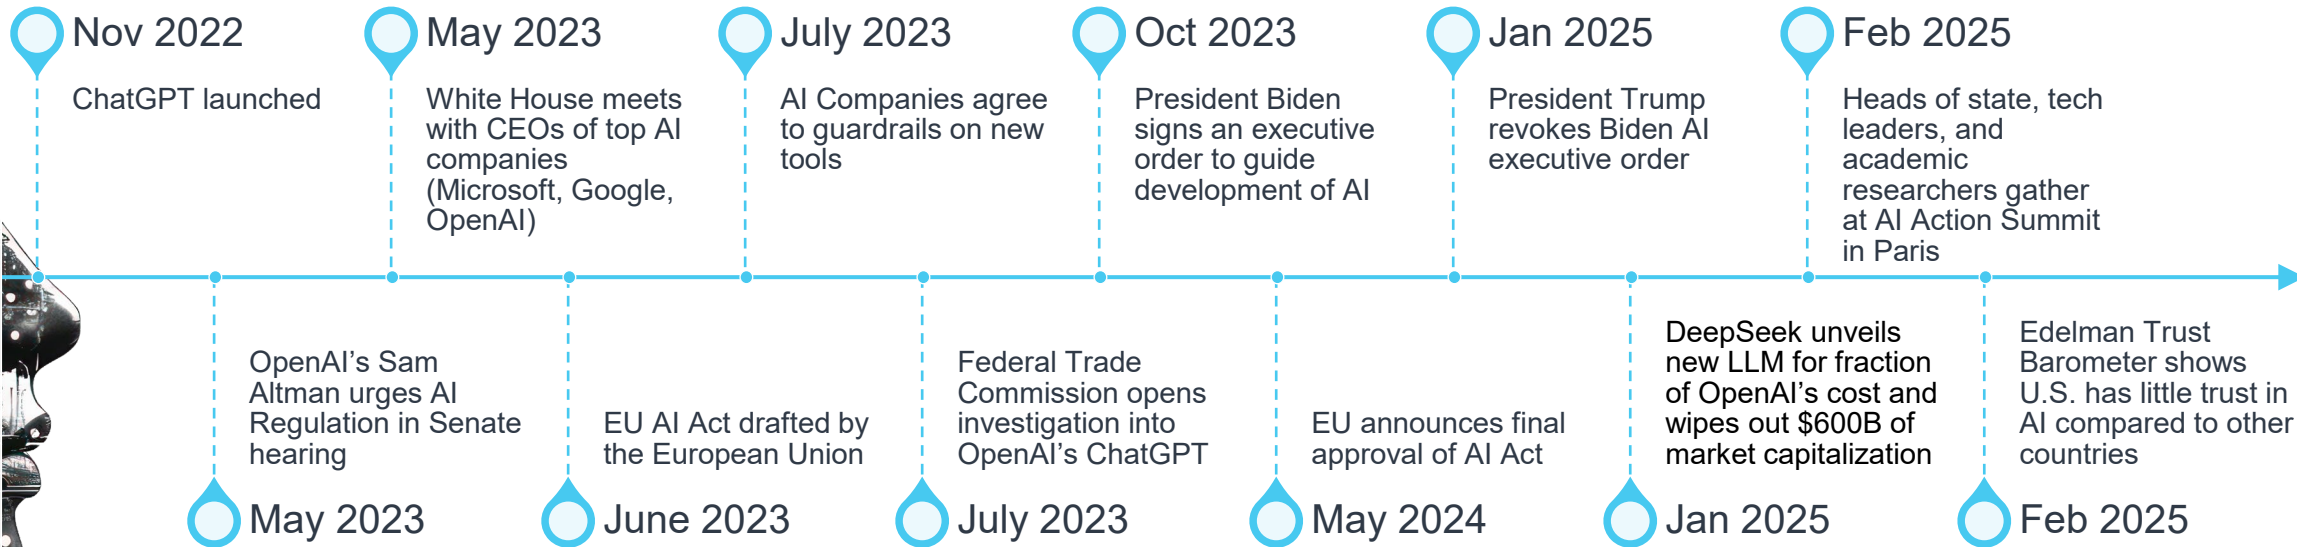 Nov 2022
ChatGPT launched
May 2023
White House meets
with CEOs of top AI
companies
(Microsoft, Google,
OpenAI)
July 2023
AI Companies agree
to guardrails on new
tools
Oct 2023
President Biden
signs an executive
order to guide
development of AI
Jan 2025
President Trump
revokes Biden AI
executive order
Feb 2025
Heads of state, tech
leaders, and
academic
researchers gather
at AI Action Summit
in Paris
OpenAI’s Sam
Altman urges AI
Regulation in Senate
hearing
May 2023
EU AI Act drafted by
the European Union
June 2023
Federal Trade
Commission opens
investigation into
OpenAI’s ChatGPT
July 2023
EU announces final
approval of AI Act
May 2024
DeepSeek unveils
new LLM for fraction
of OpenAI’s cost and
wipes out $600B of
market capitalization
Jan 2025
Edelman Trust
Barometer shows
U.S. has little trust in
AI compared to other
countries
Feb 2025